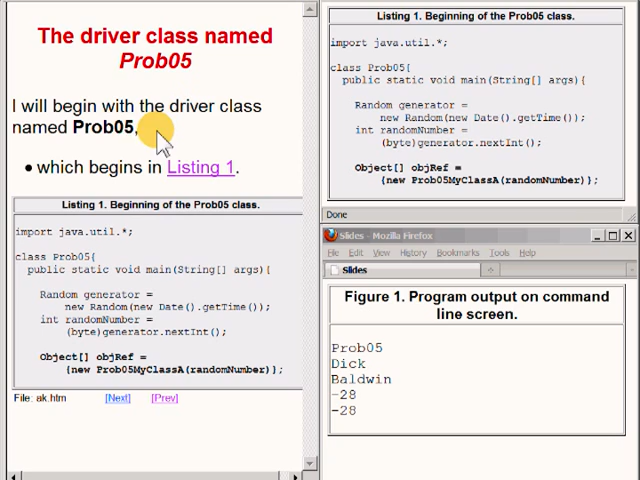 The driver class named
Prob05
I will begin with the driver class
named Prob05,
• which begins in Listing 1.
Listing 1. Beginning of the Prob05 class.
import java.util.*;
class Prob05{
public static void main(String[] args){
Random generator =
new Random(new Date().getTime());
int randomNumber =
(byte)generator.nextInt();
Object[] objRef =
{new Prob05MyClassA(randomNumber)};
File: ak.htm [Next] [Prev]
Listing 1. Beginning of the Prob05 class.
import java.util.*;
class Prob05{
public static void main(String[] args){
Random generator =
new Random(new Date().getTime());
int randomNumber =
(byte)generator.nextInt();
Object[] objRef =
{new Prob05MyClassA(randomNumber)};
Done
Slides - Mozilla Firefox
File Edit View History Bookmarks Tools Help
Slides
Figure 1. Program output on command
line screen.
Prob05
Dick
Baldwin
-28
-28